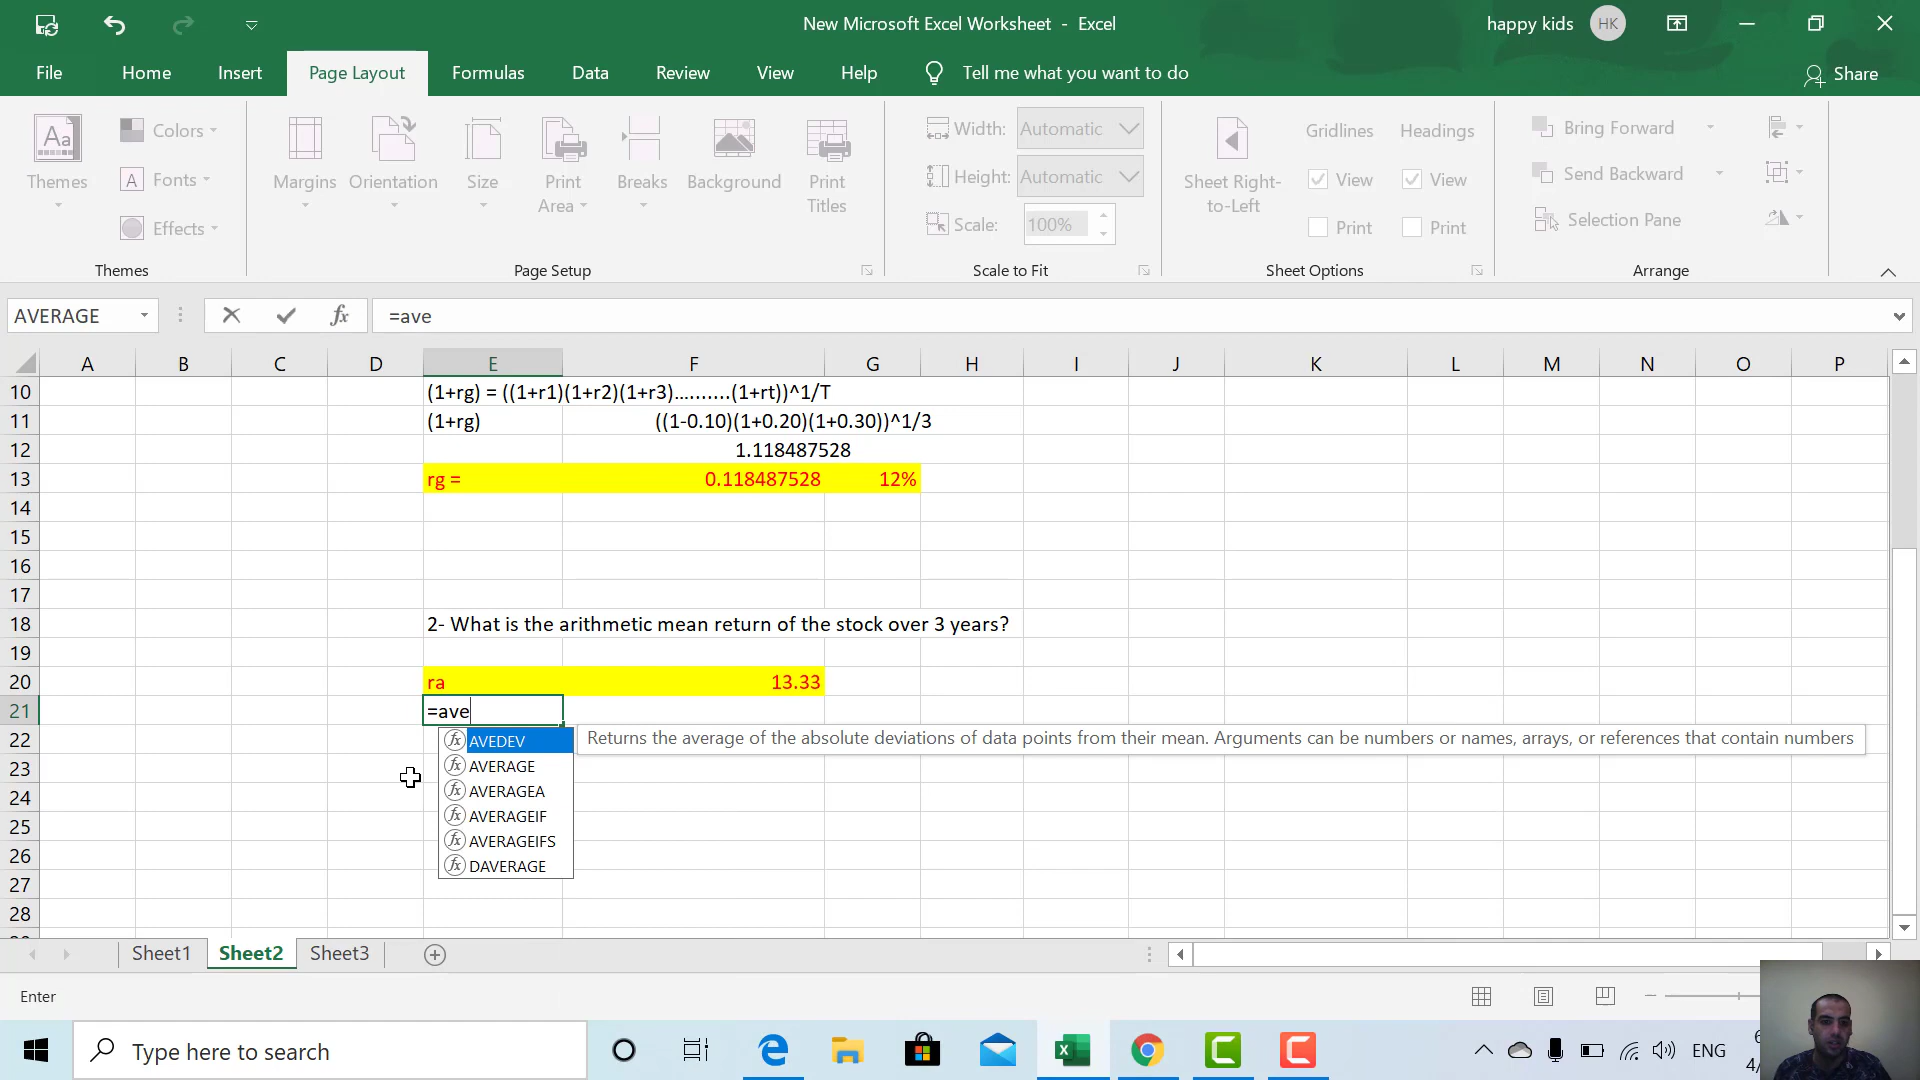 New Microsoft Excel Worksheet - Excel
happy kids HK
File Home Insert Page Layout Formulas Data Review View Help Tell me what you want to do Share
Aa Themes
Colors
A Fonts
Effects
Margins Orientation Size Print Area Breaks Background Print Titles
Width: Automatic
Height: Automatic
Scale: 100%
Sheet Right-to-Left
Gridlines Headings
View View
Print Print
Bring Forward
Send Backward
Selection Pane
Themes Page Setup Scale to Fit Sheet Options Arrange
AVERAGE fx =ave
A B C D E F G H I J K L M N O P
10 (1+rg) = ((1+r1)(1+r2)(1+r3)..........(1+rt))^1/T
11 (1+rg) ((1-0.10)(1+0.20)(1+0.30))^1/3
12 1.118487528
13 rg = 0.118487528 12%
14
15
16
17
18 2- What is the arithmetic mean return of the stock over 3 years?
19
20 ra 13.33
21 =ave
22 fx AVEDEV Returns the average of the absolute deviations of data points from their mean. Arguments can be numbers or names, arrays, or references that contain numbers
23 fx AVERAGE
24 fx AVERAGEA
25 fx AVERAGEIF
26 fx AVERAGEIFS
27 fx DAVERAGE
28
Sheet1 Sheet2 Sheet3
Enter
Type here to search
ENG